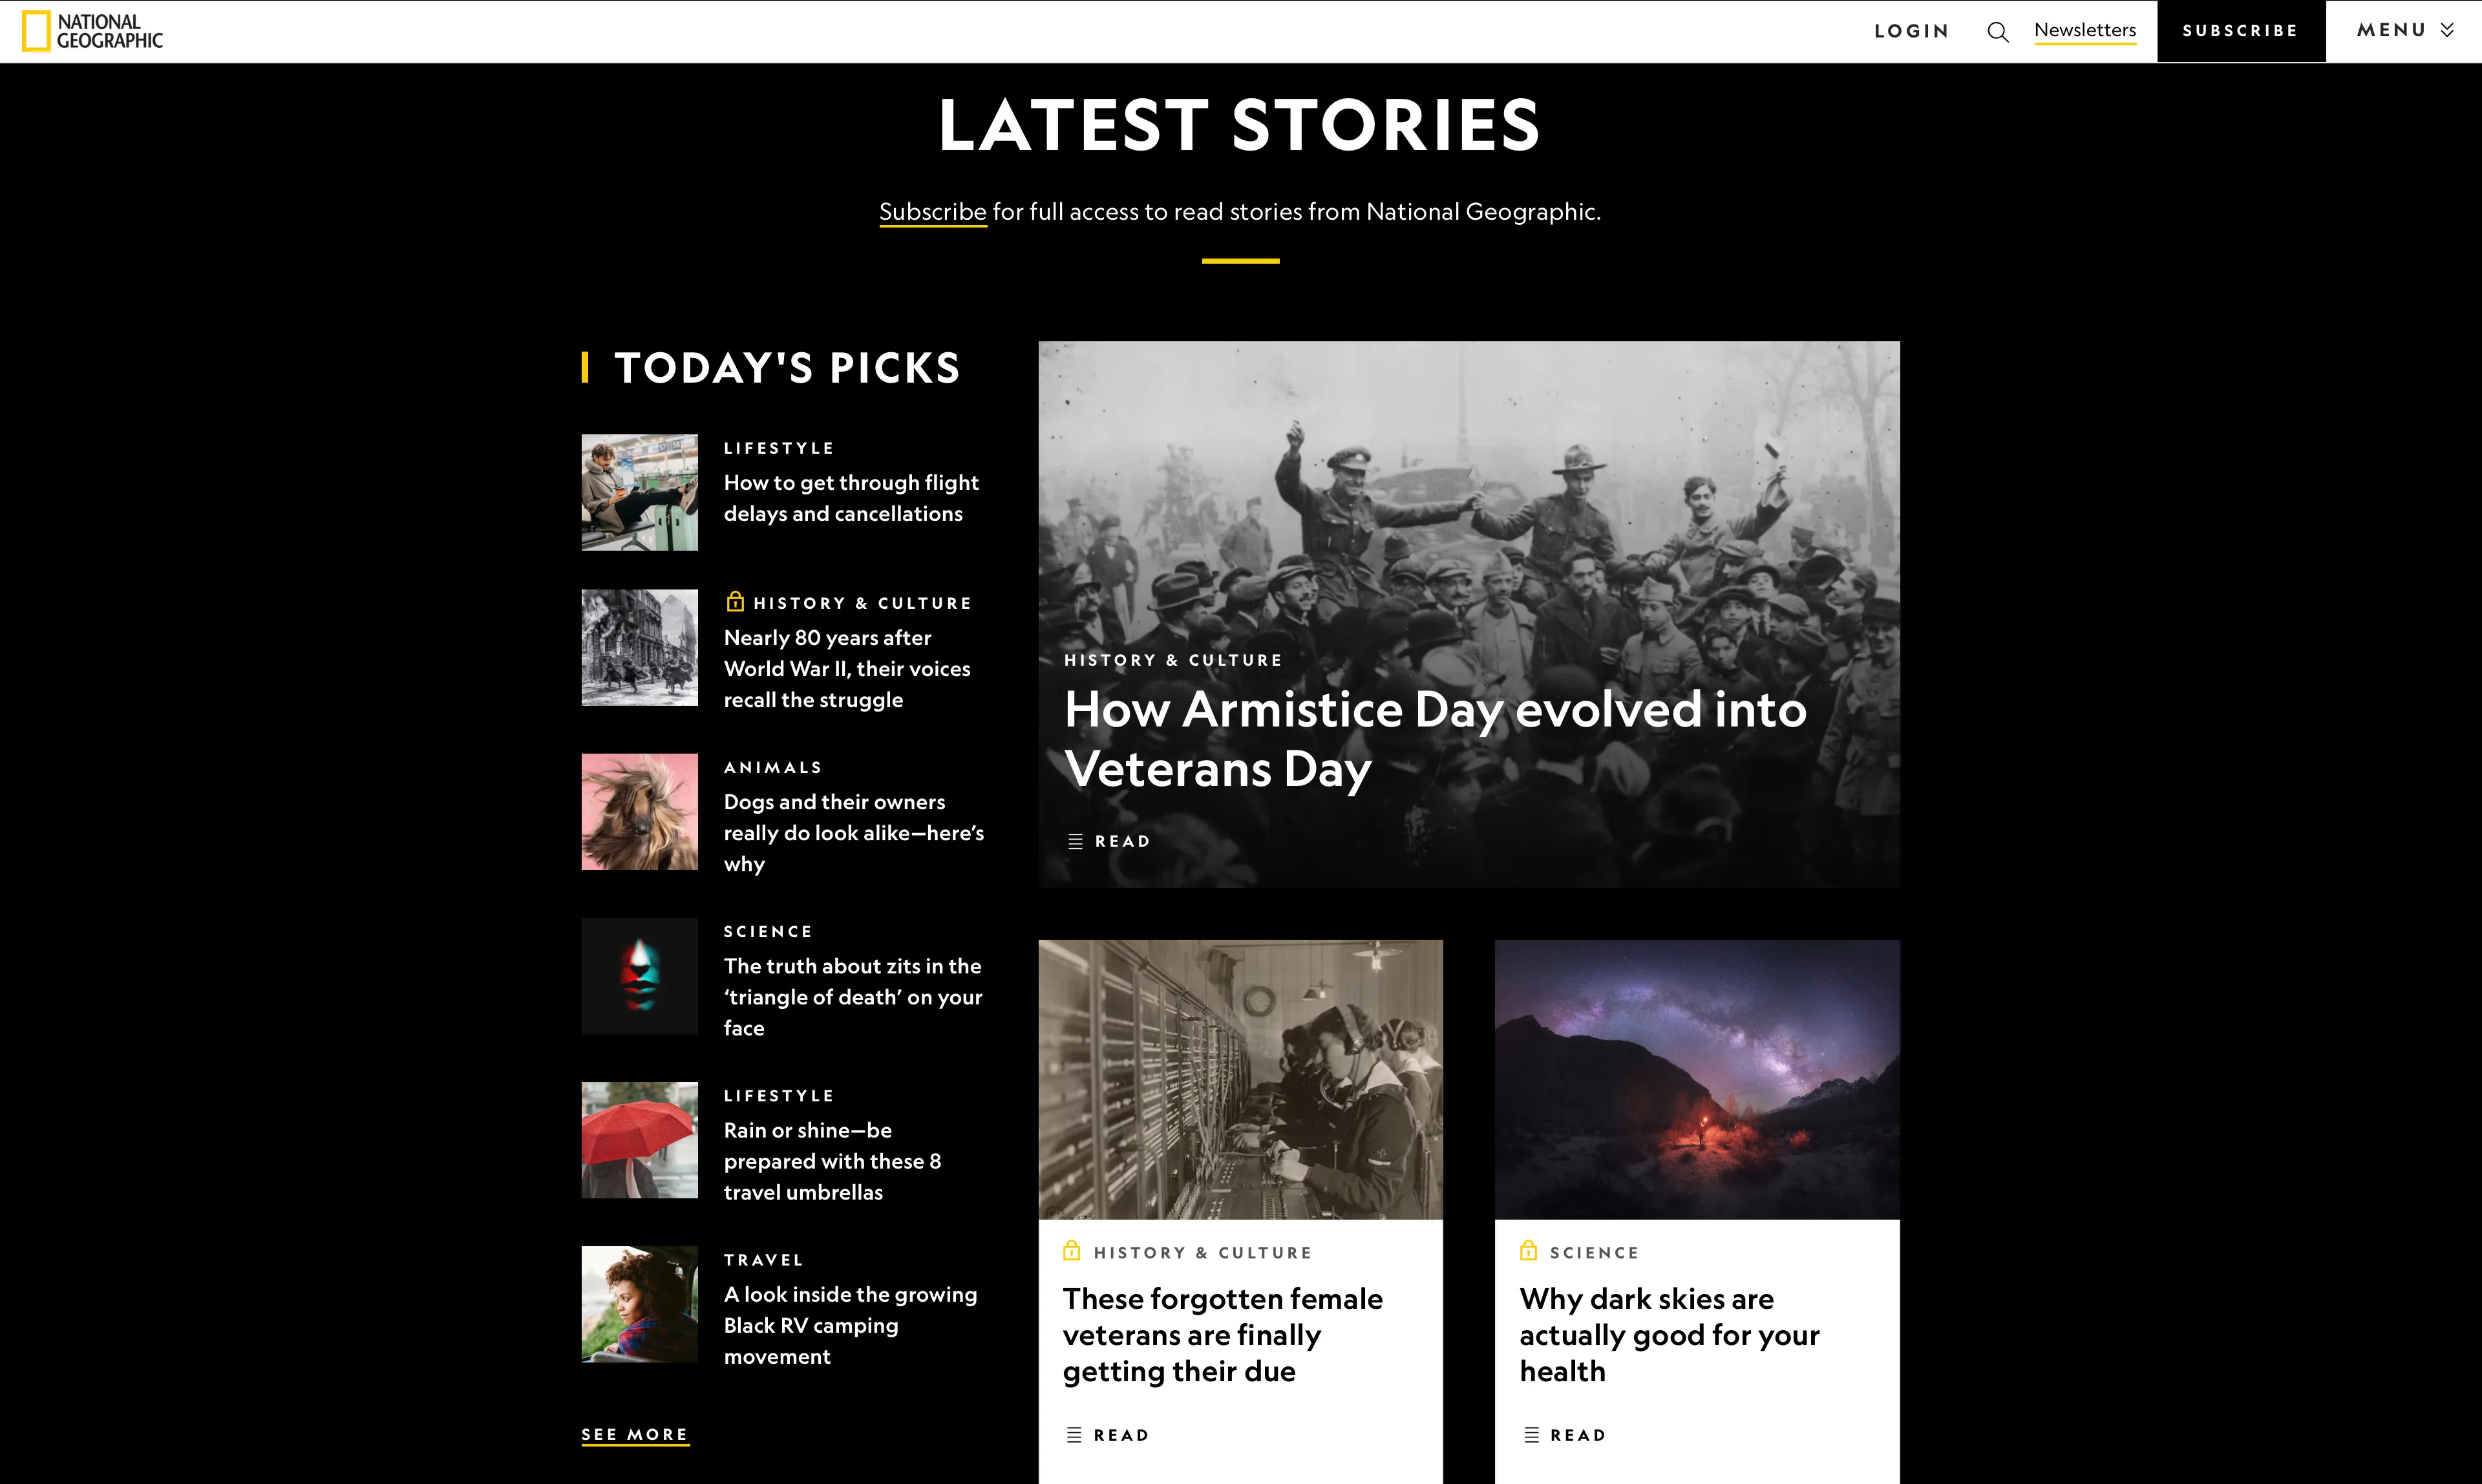 NATIONAL
GEOGRAPHIC
LOGIN
Newsletters
SUBSCRIBE
MENU
LATEST STORIES
Subscribe for full access to read stories from National Geographic.
TODAY'S PICKS
LIFESTYLE
How to get through flight
delays and cancellations
HISTORY & CULTURE
Nearly 80 years after
World War II, their voices
recall the struggle
ANIMALS
Dogs and their owners
really do look alike—here’s
why
SCIENCE
The truth about zits in the
‘triangle of death’ on your
face
LIFESTYLE
Rain or shine—be
prepared with these 8
travel umbrellas
TRAVEL
A look inside the growing
Black RV camping
movement
SEE MORE
HISTORY & CULTURE
How Armistice Day evolved into
Veterans Day
READ
HISTORY & CULTURE
These forgotten female
veterans are finally
getting their due
READ
SCIENCE
Why dark skies are
actually good for your
health
READ